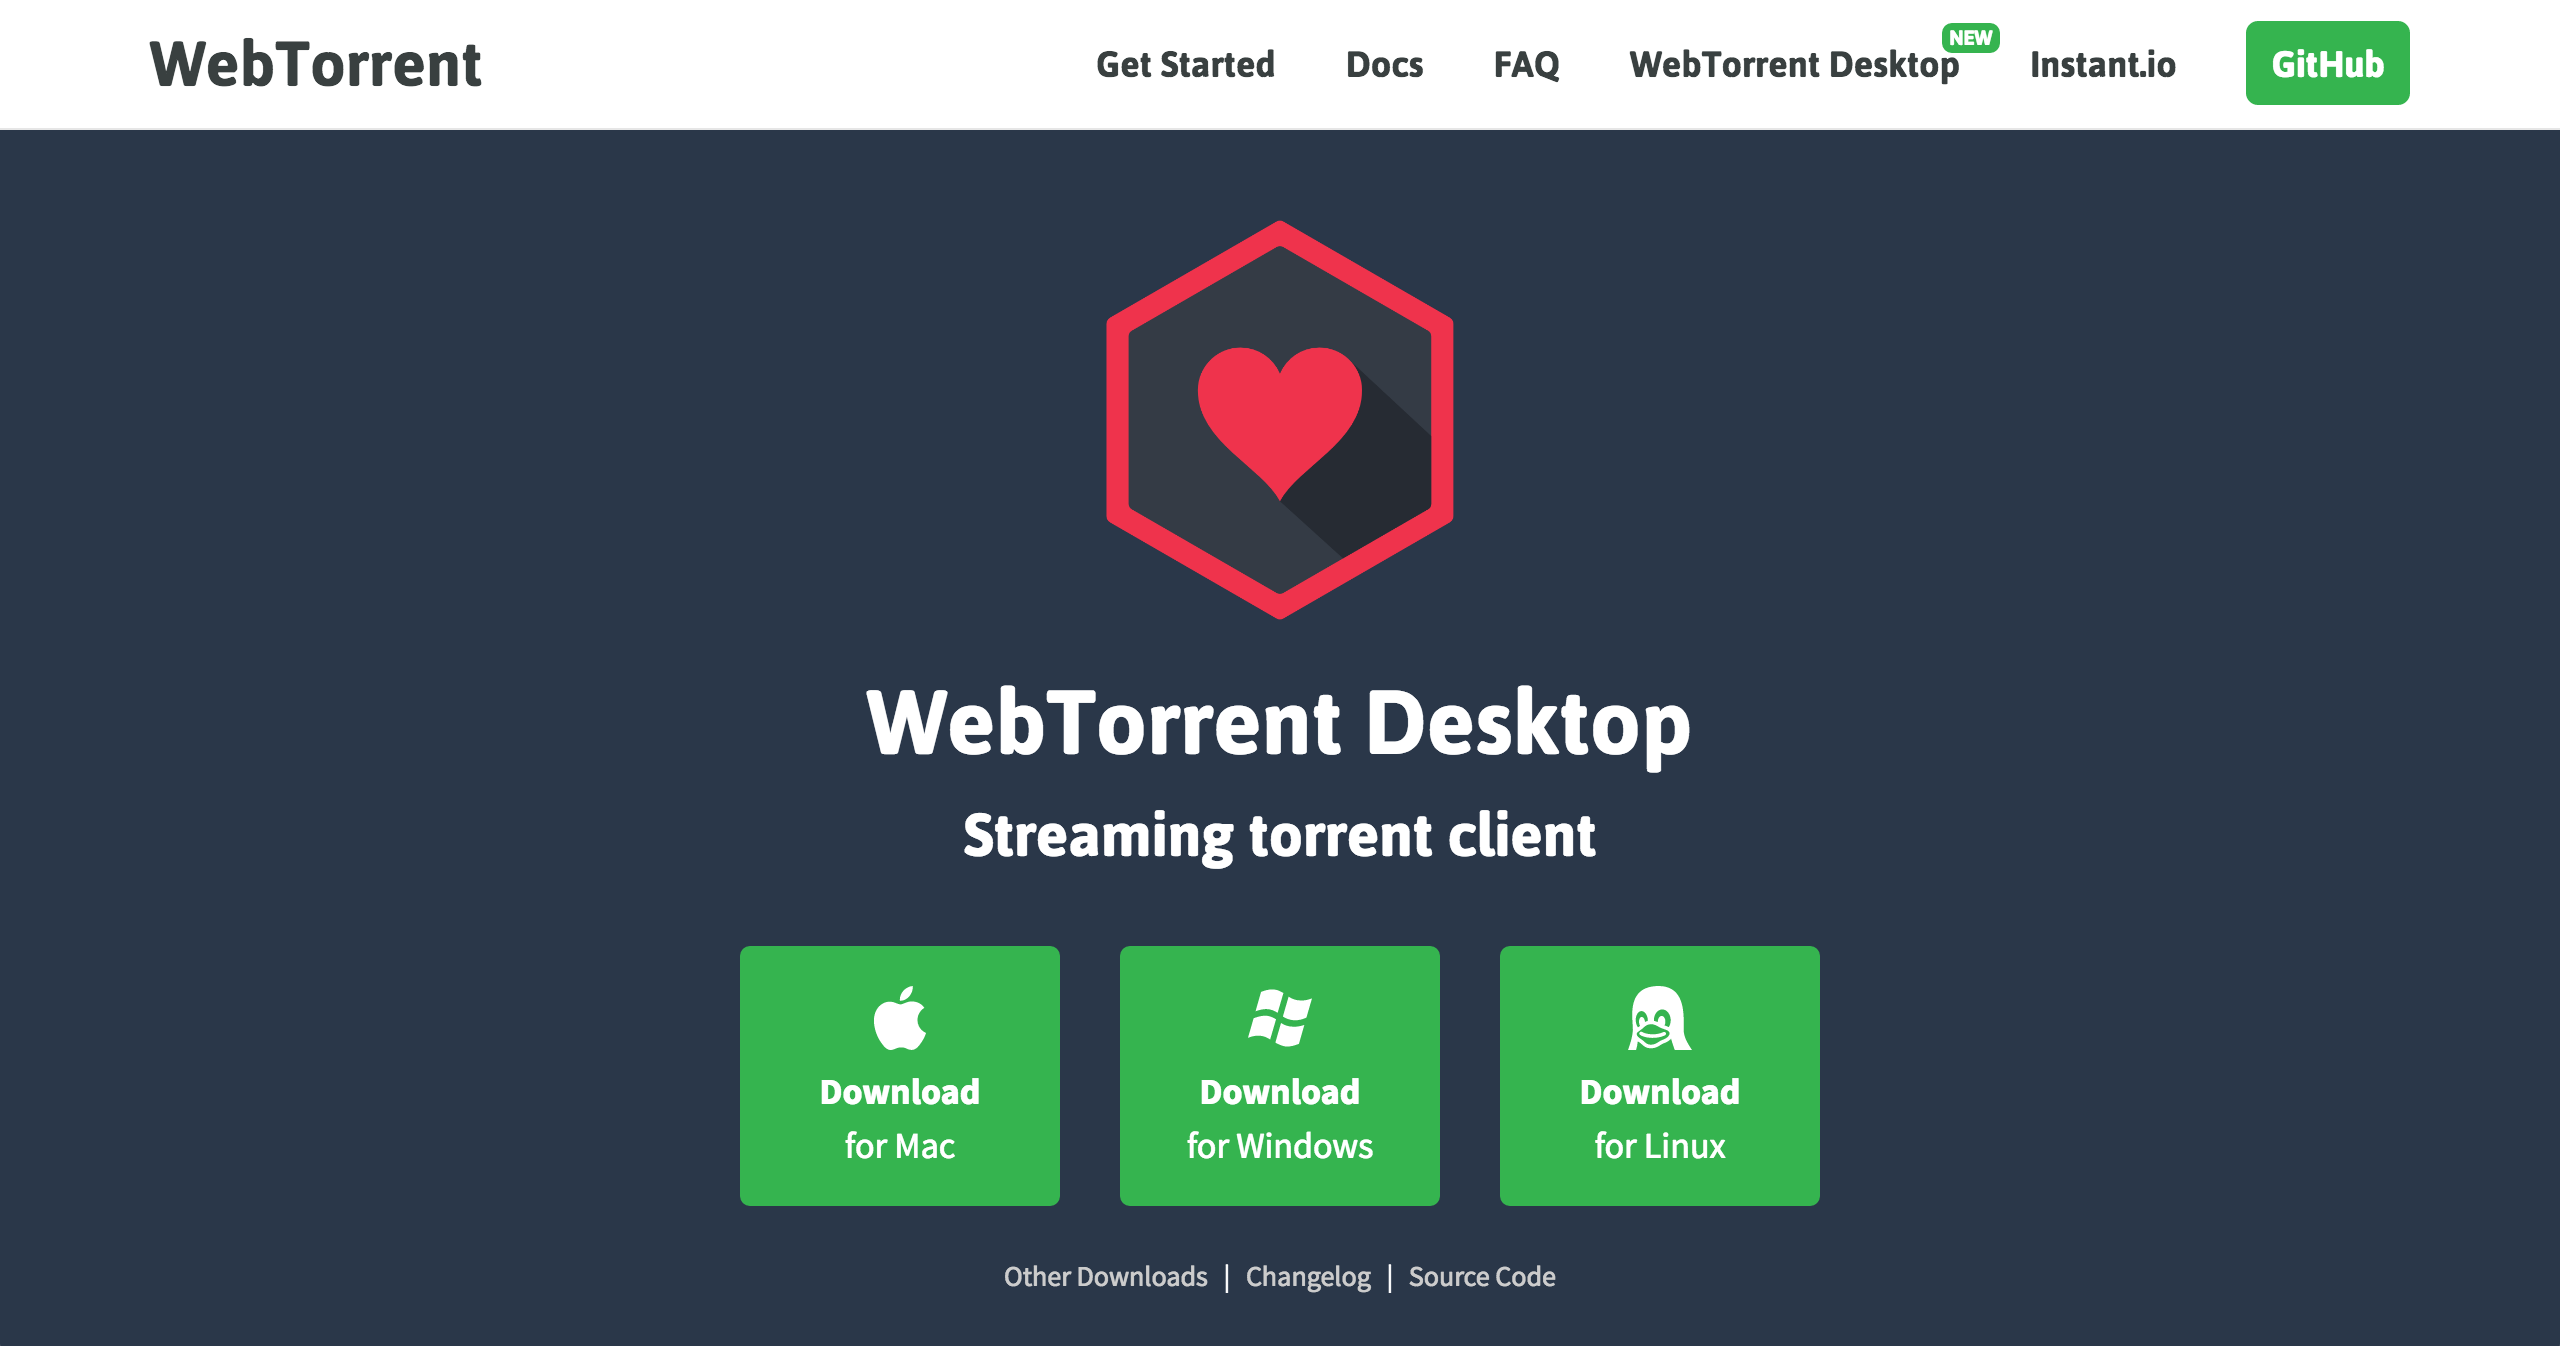 WebTorrent
Get Started
Docs
FAQ
WebTorrent Desktop
NEW
Instant.io
GitHub
WebTorrent Desktop
Streaming torrent client
Download
for Mac
Download
for Windows
Download
for Linux
Other Downloads | Changelog | Source Code